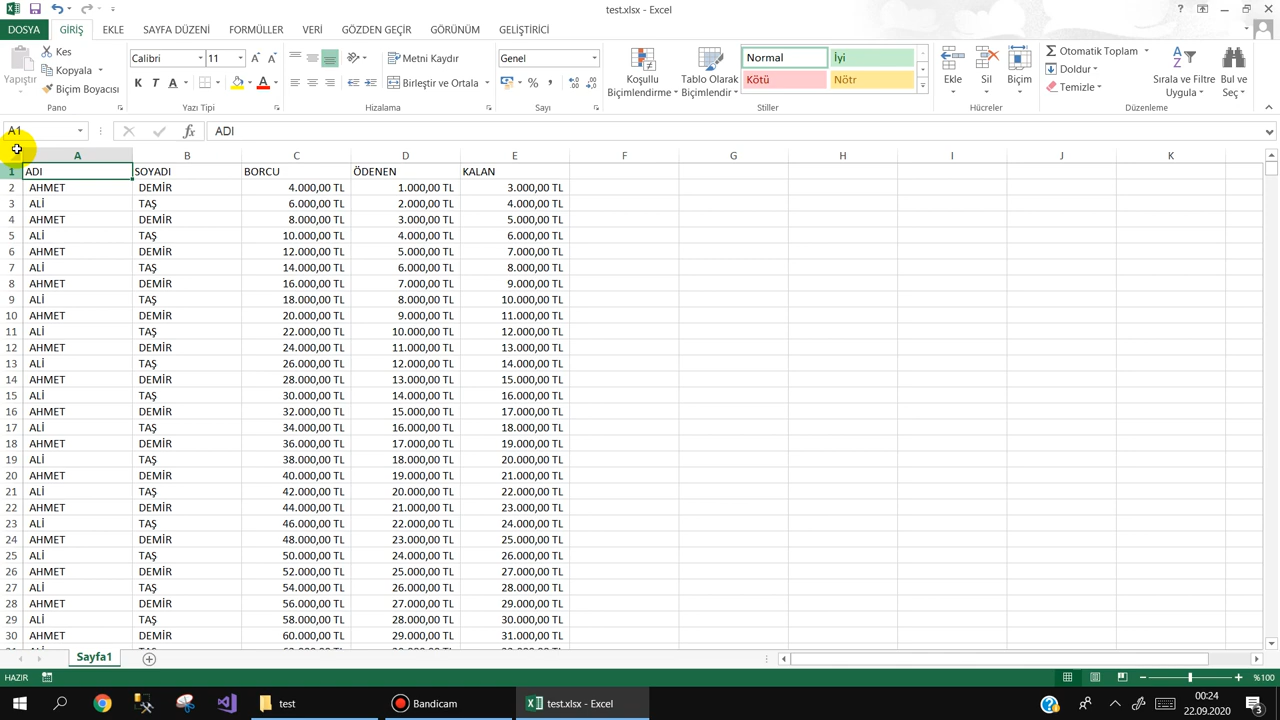 test.xlsx - Excel
DOSYA GİRİŞ EKLE SAYFA DÜZENİ FORMÜLLER VERİ GÖZDEN GEÇİR GÖRÜNÜM GELİŞTİRİCİ
Yapıştır
Kes
Kopyala
Biçim Boyacısı
Pano
Calibri 11
K T A
Yazı Tipi
Metni Kaydır
Birleştir ve Ortala
Hizalama
Genel
%
Sayı
Koşullu Biçimlendirme
Tablo Olarak Biçimlendir
Normal İyi
Kötü Nötr
Stiller
Ekle Sil Biçim
Hücreler
Otomatik Toplam
Doldur
Temizle
Sırala ve Filtre Uygula
Bul ve Seç
Düzenleme
A1 fx ADI
A B C D E F G H I J K
1 ADI SOYADI BORCU ÖDENEN KALAN
2 AHMET DEMİR 4.000,00 TL 1.000,00 TL 3.000,00 TL
3 ALİ TAŞ 6.000,00 TL 2.000,00 TL 4.000,00 TL
4 AHMET DEMİR 8.000,00 TL 3.000,00 TL 5.000,00 TL
5 ALİ TAŞ 10.000,00 TL 4.000,00 TL 6.000,00 TL
6 AHMET DEMİR 12.000,00 TL 5.000,00 TL 7.000,00 TL
7 ALİ TAŞ 14.000,00 TL 6.000,00 TL 8.000,00 TL
8 AHMET DEMİR 16.000,00 TL 7.000,00 TL 9.000,00 TL
9 ALİ TAŞ 18.000,00 TL 8.000,00 TL 10.000,00 TL
10 AHMET DEMİR 20.000,00 TL 9.000,00 TL 11.000,00 TL
11 ALİ TAŞ 22.000,00 TL 10.000,00 TL 12.000,00 TL
12 AHMET DEMİR 24.000,00 TL 11.000,00 TL 13.000,00 TL
13 ALİ TAŞ 26.000,00 TL 12.000,00 TL 14.000,00 TL
14 AHMET DEMİR 28.000,00 TL 13.000,00 TL 15.000,00 TL
15 ALİ TAŞ 30.000,00 TL 14.000,00 TL 16.000,00 TL
16 AHMET DEMİR 32.000,00 TL 15.000,00 TL 17.000,00 TL
17 ALİ TAŞ 34.000,00 TL 16.000,00 TL 18.000,00 TL
18 AHMET DEMİR 36.000,00 TL 17.000,00 TL 19.000,00 TL
19 ALİ TAŞ 38.000,00 TL 18.000,00 TL 20.000,00 TL
20 AHMET DEMİR 40.000,00 TL 19.000,00 TL 21.000,00 TL
21 ALİ TAŞ 42.000,00 TL 20.000,00 TL 22.000,00 TL
22 AHMET DEMİR 44.000,00 TL 21.000,00 TL 23.000,00 TL
23 ALİ TAŞ 46.000,00 TL 22.000,00 TL 24.000,00 TL
24 AHMET DEMİR 48.000,00 TL 23.000,00 TL 25.000,00 TL
25 ALİ TAŞ 50.000,00 TL 24.000,00 TL 26.000,00 TL
26 AHMET DEMİR 52.000,00 TL 25.000,00 TL 27.000,00 TL
27 ALİ TAŞ 54.000,00 TL 26.000,00 TL 28.000,00 TL
28 AHMET DEMİR 56.000,00 TL 27.000,00 TL 29.000,00 TL
29 ALİ TAŞ 58.000,00 TL 28.000,00 TL 30.000,00 TL
30 AHMET DEMİR 60.000,00 TL 29.000,00 TL 31.000,00 TL
Sayfa1
HAZIR %100
test Bandicam test.xlsx - Excel
00:24
22.09.2020
3